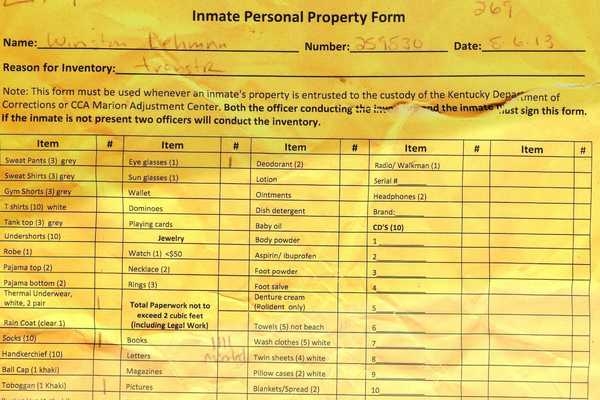 269
Inmate Personal Property Form
Name: Number: 259530 Date: 5.6.13
Reason for Inventory:
Note: This form must be used whenever an inmate's property is entrusted to the custody of the Kentucky Department of
Corrections or CCA Marion Adjustment Center. Both the officer conducting the inventory and the inmate must sign this form.
If the inmate is not present two officers will conduct the inventory.
Item # Item # Item # Item # Item #
Sweat Pants (3) grey Eye glasses (1) 1 Deodorant (2) Radio/ Walkman (1)
Sweat Shirts (3) grey Sun glasses (1) Lotion Serial #
Gym Shorts (3) grey Wallet Ointments Headphones (2)
T shirts (10) white Dominoes Dish detergent Brand:
Tank top (3) grey Playing cards Baby oil CD'S (10)
Undershorts (10) Jewelry Body powder 1
Robe (1) Watch (1) <$50 Aspirin/ ibuprofen 2
Pajama top (2) Necklace (2) Foot powder 3
Pajama bottom (2) Rings (3) Foot salve 4
Thermal Underwear, white, 2 pair 1 Total Paperwork not to exceed 2 cubic feet (Including Legal Work) Denture cream (Rolident only) 5
Rain Coat (clear 1) Towels (5) not beach 6
Socks (10) 1 Books Wash clothes (5) white 7
Handkerchief (10) Letters Twin sheets (4) white 8
Ball Cap (1 khaki) Magazines Pillow cases (2) white 9
Toboggan (1 Khaki) 1 Pictures Blankets/Spread (2) 10